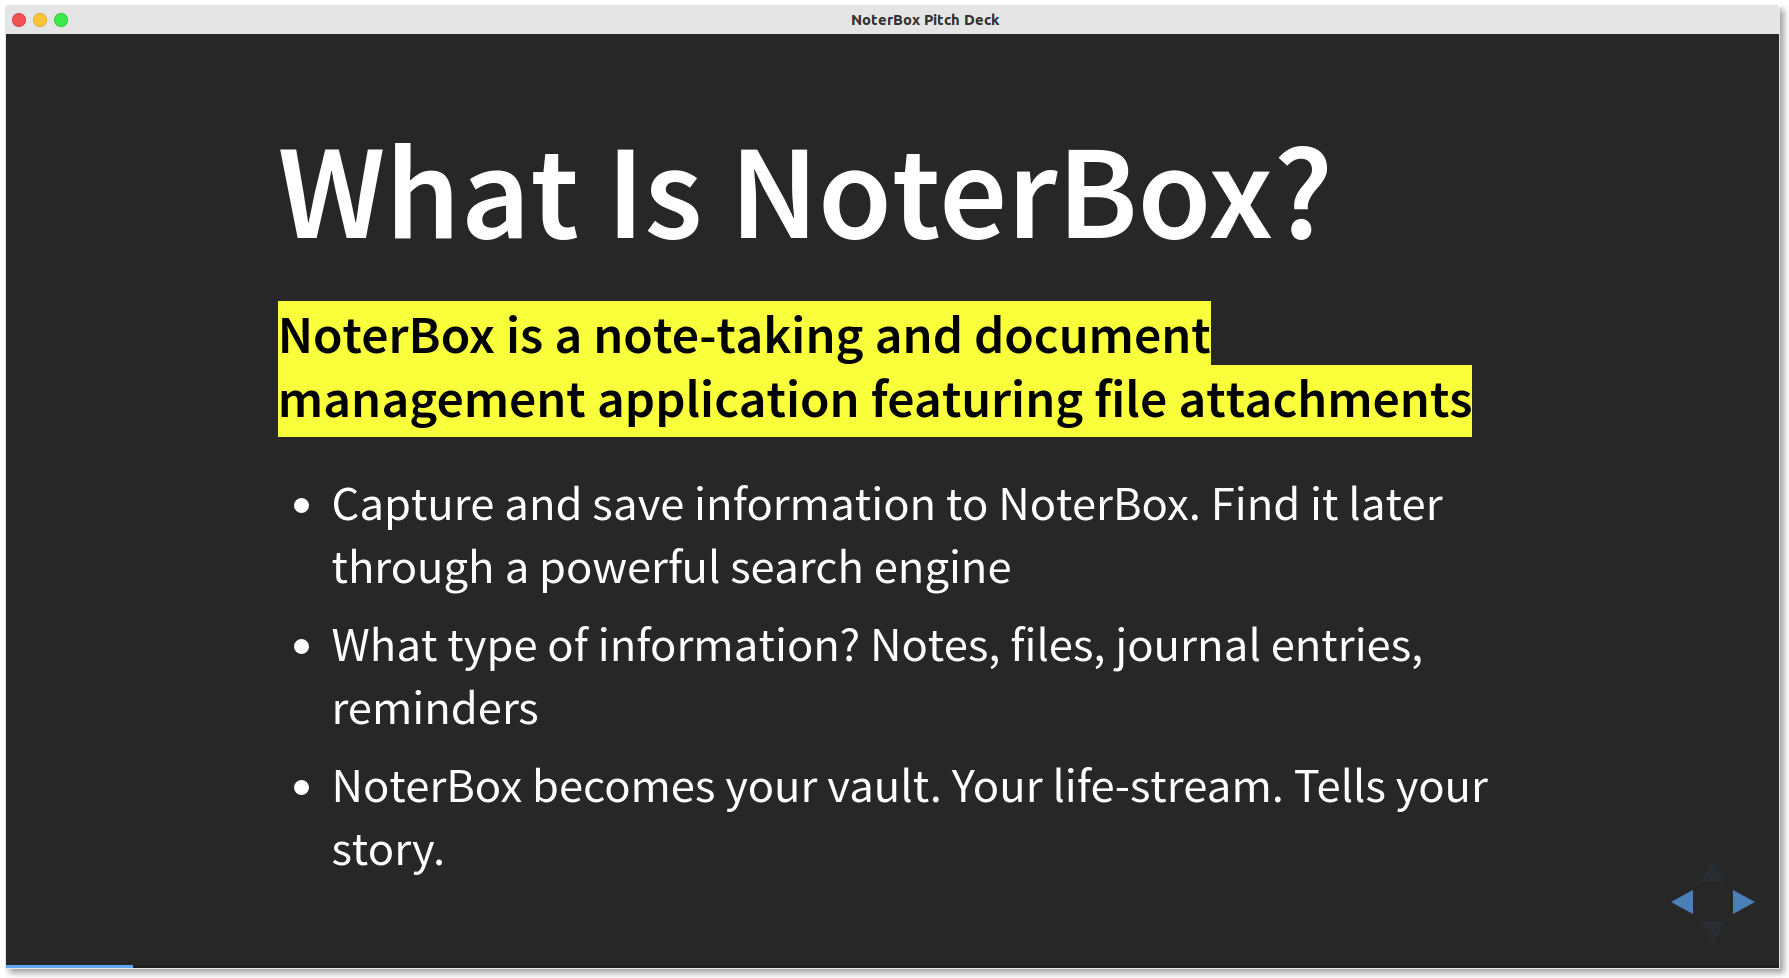 NoterBox Pitch Deck
What Is NoterBox?
NoterBox is a note-taking and document
management application featuring file attachments
• Capture and save information to NoterBox. Find it later
through a powerful search engine
• What type of information? Notes, files, journal entries,
reminders
• NoterBox becomes your vault. Your life-stream. Tells your
story.